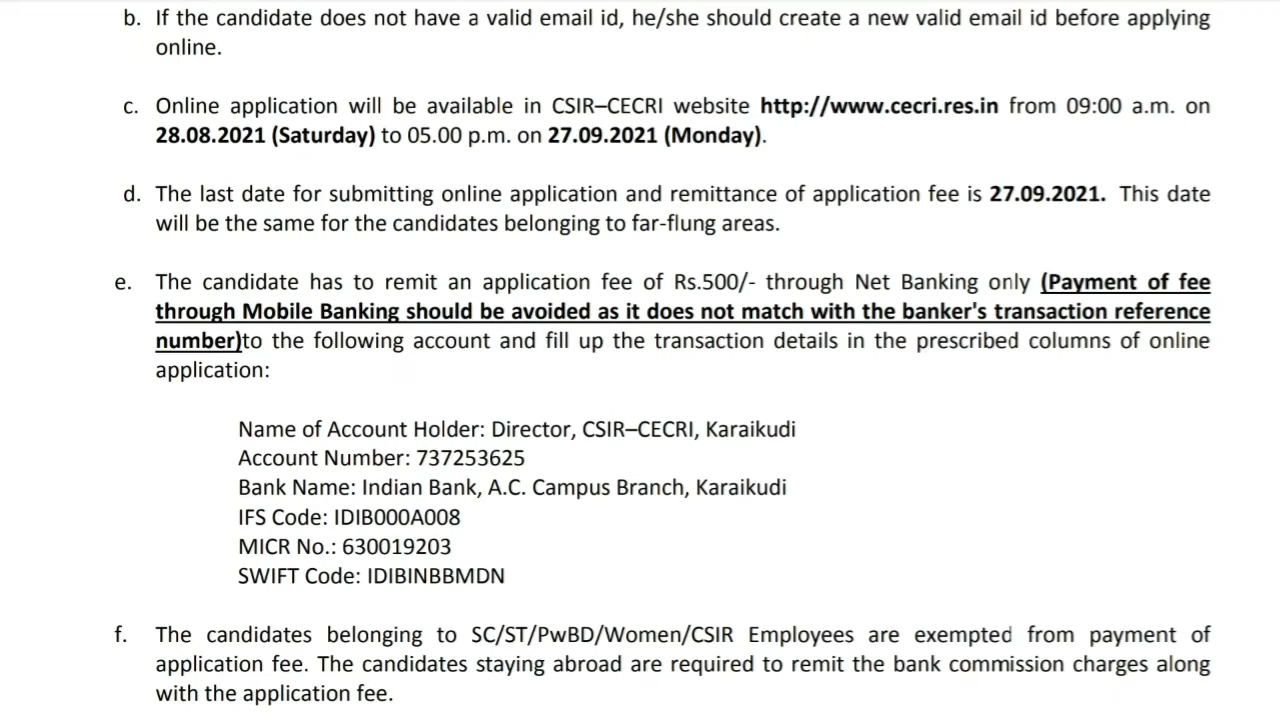 b. If the candidate does not have a valid email id, he/she should create a new valid email id before applying
online.
c. Online application will be available in CSIR–CECRI website http://www.cecri.res.in from 09:00 a.m. on
28.08.2021 (Saturday) to 05.00 p.m. on 27.09.2021 (Monday).
d. The last date for submitting online application and remittance of application fee is 27.09.2021. This date
will be the same for the candidates belonging to far-flung areas.
e. The candidate has to remit an application fee of Rs.500/- through Net Banking only (Payment of fee
through Mobile Banking should be avoided as it does not match with the banker's transaction reference
number)to the following account and fill up the transaction details in the prescribed columns of online
application:
Name of Account Holder: Director, CSIR–CECRI, Karaikudi
Account Number: 737253625
Bank Name: Indian Bank, A.C. Campus Branch, Karaikudi
IFS Code: IDIB000A008
MICR No.: 630019203
SWIFT Code: IDIBINBBMDN
f. The candidates belonging to SC/ST/PwBD/Women/CSIR Employees are exempted from payment of
application fee. The candidates staying abroad are required to remit the bank commission charges along
with the application fee.